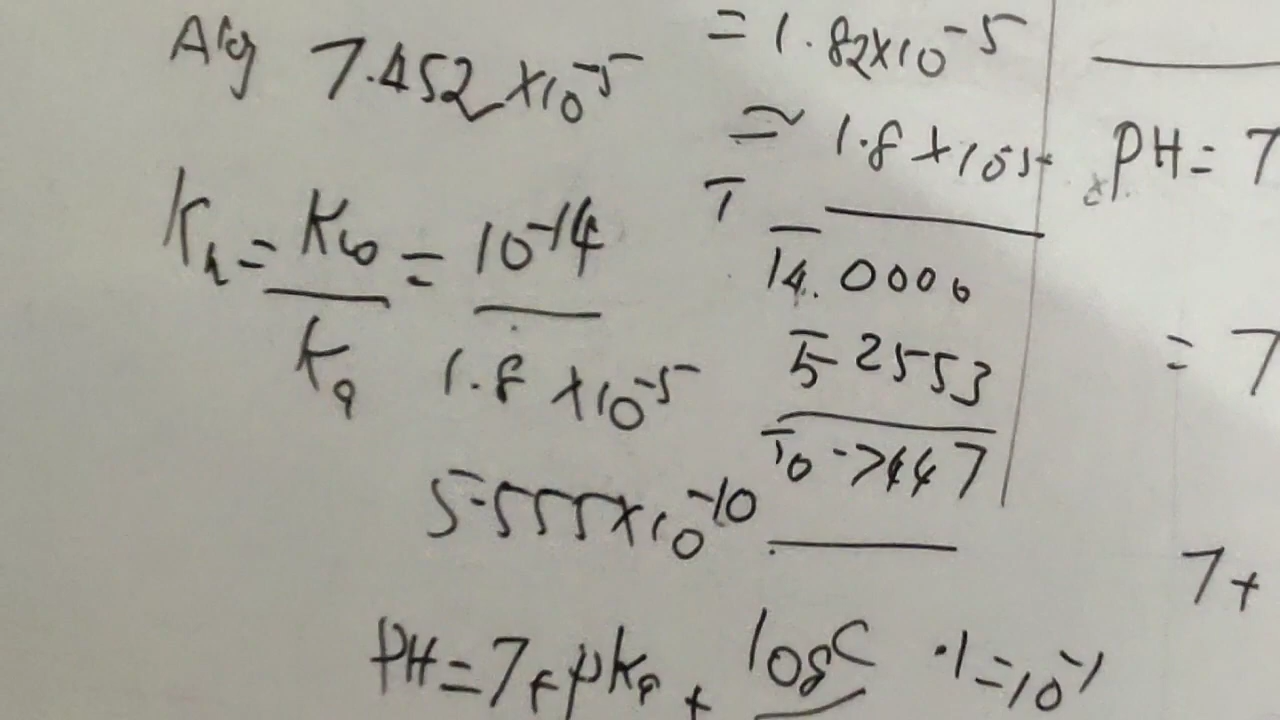 Alog 7.452 × 10⁻⁵
Kh = Kw / Ka = 10⁻¹⁴ / 1.8 × 10⁻⁵
5.555 × 10⁻¹⁰
= 1.82 × 10⁻⁵
≃ 1.8 × 10⁻⁵
14.0000
5.2553
10.7447
PH = 7
= 7
7 +
PH = 7 + pKa + log C
.1 = 10⁻¹